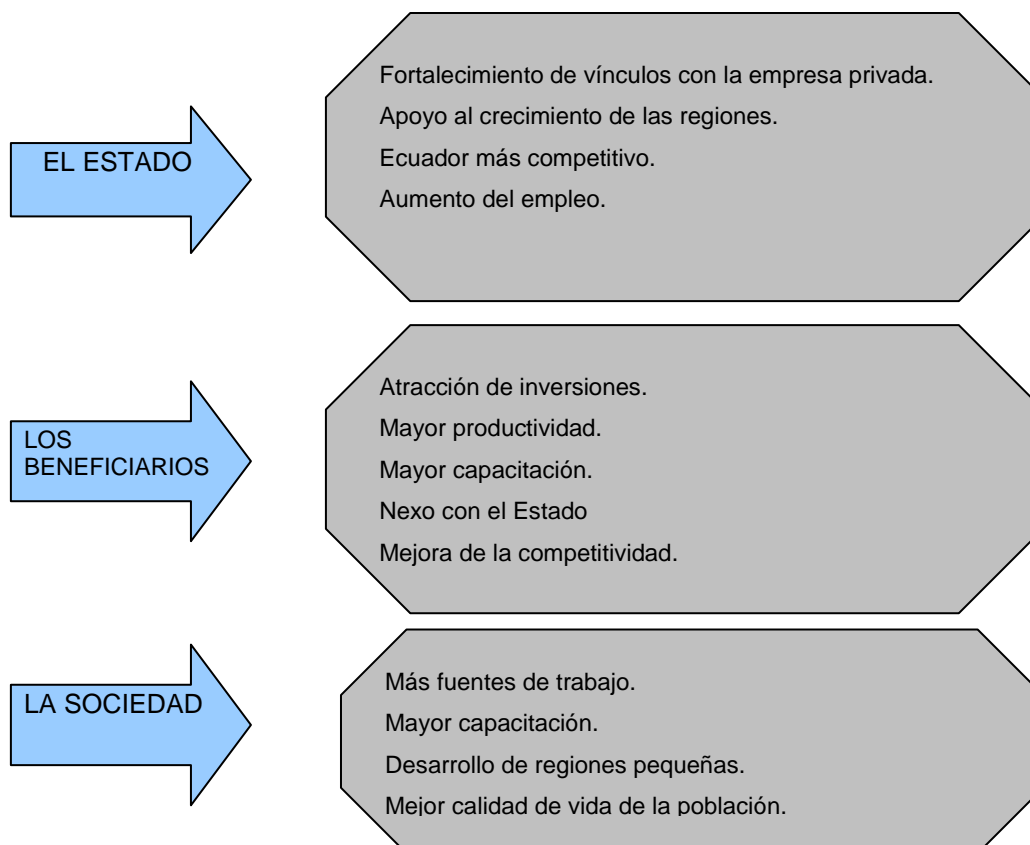 EL ESTADO
Fortalecimiento de vínculos con la empresa privada.
Apoyo al crecimiento de las regiones.
Ecuador más competitivo.
Aumento del empleo.
LOS
BENEFICIARIOS
Atracción de inversiones.
Mayor productividad.
Mayor capacitación.
Nexo con el Estado
Mejora de la competitividad.
LA SOCIEDAD
Más fuentes de trabajo.
Mayor capacitación.
Desarrollo de regiones pequeñas.
Mejor calidad de vida de la población.